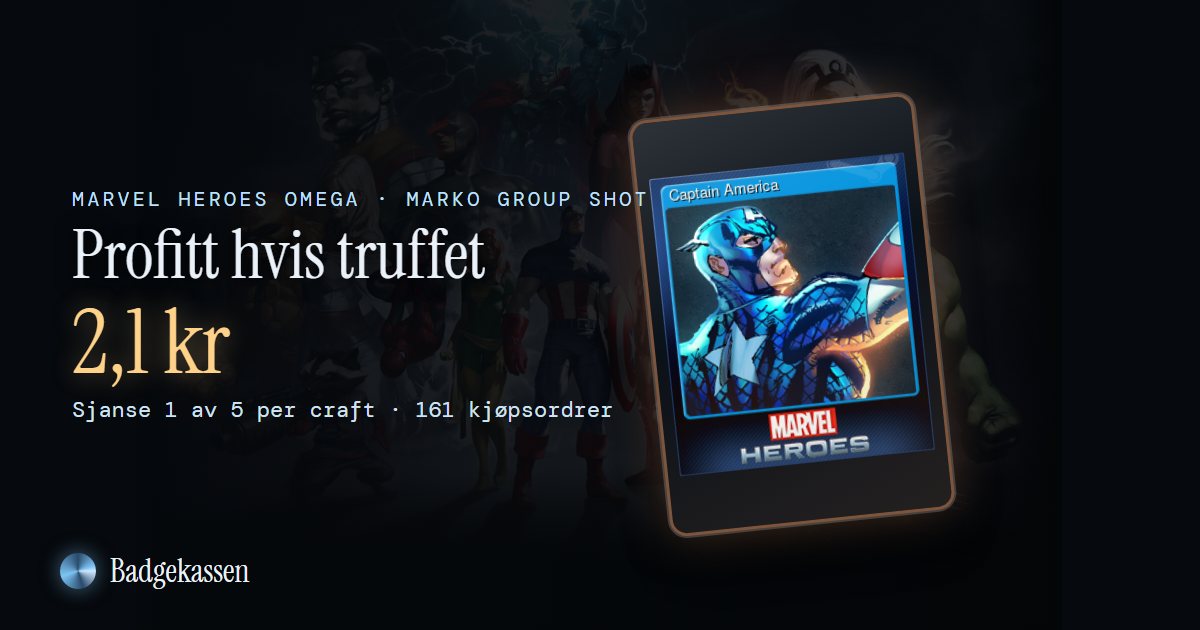 MARVEL HEROES OMEGA · MARKO GROUP SHOT
Profitt hvis truffet
2,1 kr
Sjanse 1 av 5 per craft · 161 kjøpsordrer
Captain America
MARVEL
HEROES
Badgekassen